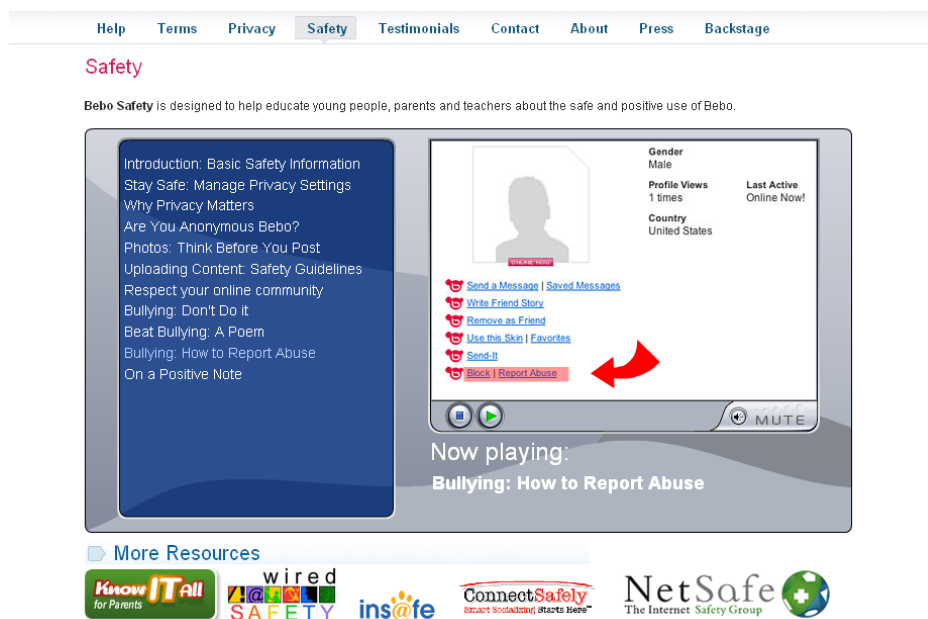 Help Terms Privacy Safety Testimonials Contact About Press Backstage
Safety
Bebo Safety is designed to help educate young people, parents and teachers about the safe and positive use of Bebo.
Introduction: Basic Safety Information
Stay Safe: Manage Privacy Settings
Why Privacy Matters
Are You Anonymous Bebo?
Photos: Think Before You Post
Uploading Content: Safety Guidelines
Respect your online community
Bullying: Don't Do it
Beat Bullying: A Poem
Bullying: How to Report Abuse
On a Positive Note
Gender
Male
Profile Views Last Active
1 times Online Now!
Country
United States
ONLINE NOW
Send a Message | Saved Messages
Write Friend Story
Remove as Friend
Use this Skin | Favorites
Send-It
Block | Report Abuse
MUTE
Now playing:
Bullying: How to Report Abuse
More Resources
Know IT All
for Parents
wired
SAFETY
ins@fe
ConnectSafely
Smart Socializing Starts Here™
NetSafe
The Internet Safety Group